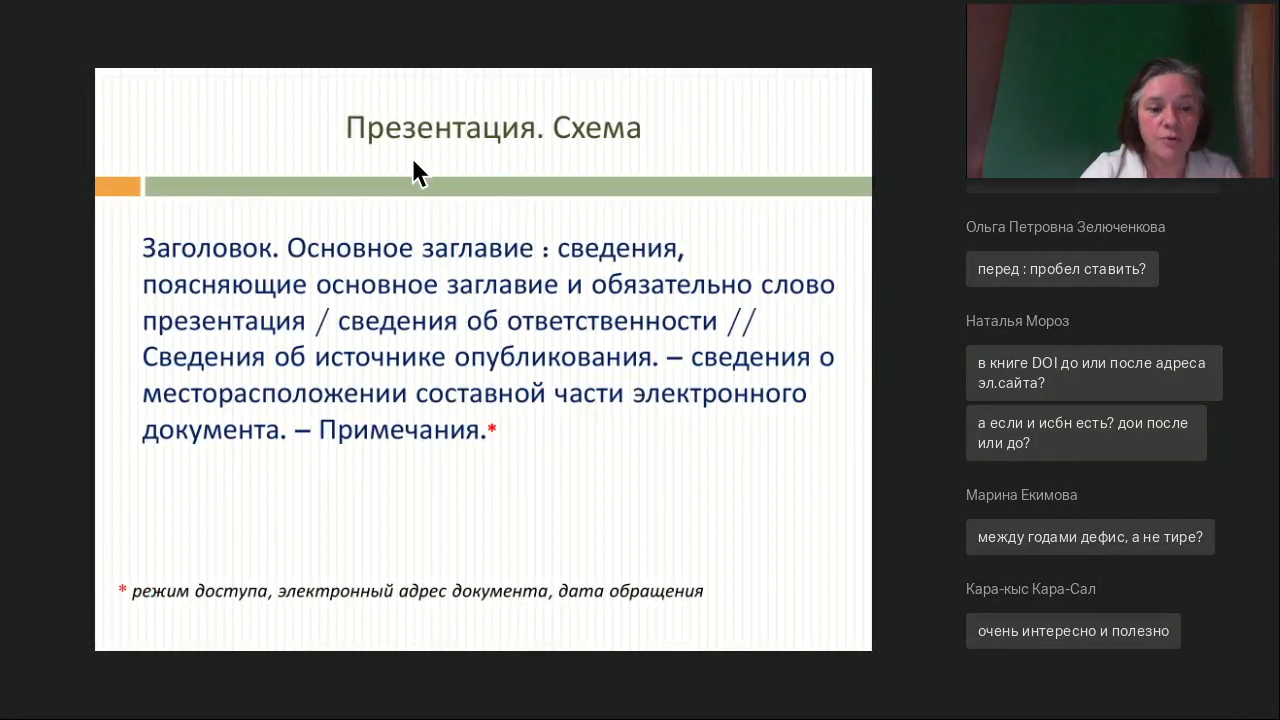 Презентация. Схема
Заголовок. Основное заглавие : сведения,
поясняющие основное заглавие и обязательно слово
презентация / сведения об ответственности //
Сведения об источнике опубликования. – сведения о
месторасположении составной части электронного
документа. – Примечания.*
* режим доступа, электронный адрес документа, дата обращения
Ольга Петровна Зелюченкова
перед : пробел ставить?
Наталья Мороз
в книге DOI до или после адреса
эл.сайта?
а если и исбн есть? дои после
или до?
Марина Екимова
между годами дефис, а не тире?
Кара-кыс Кара-Сал
очень интересно и полезно